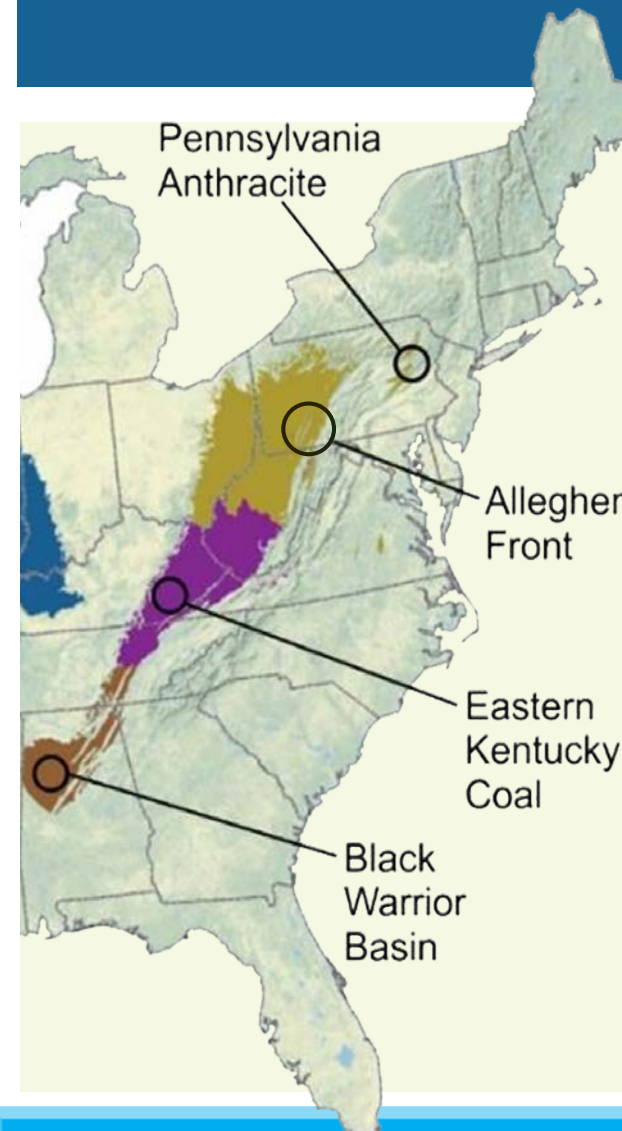 Pennsylvania
Anthracite
Allegher
Front
Eastern
Kentucky
Coal
Black
Warrior
Basin